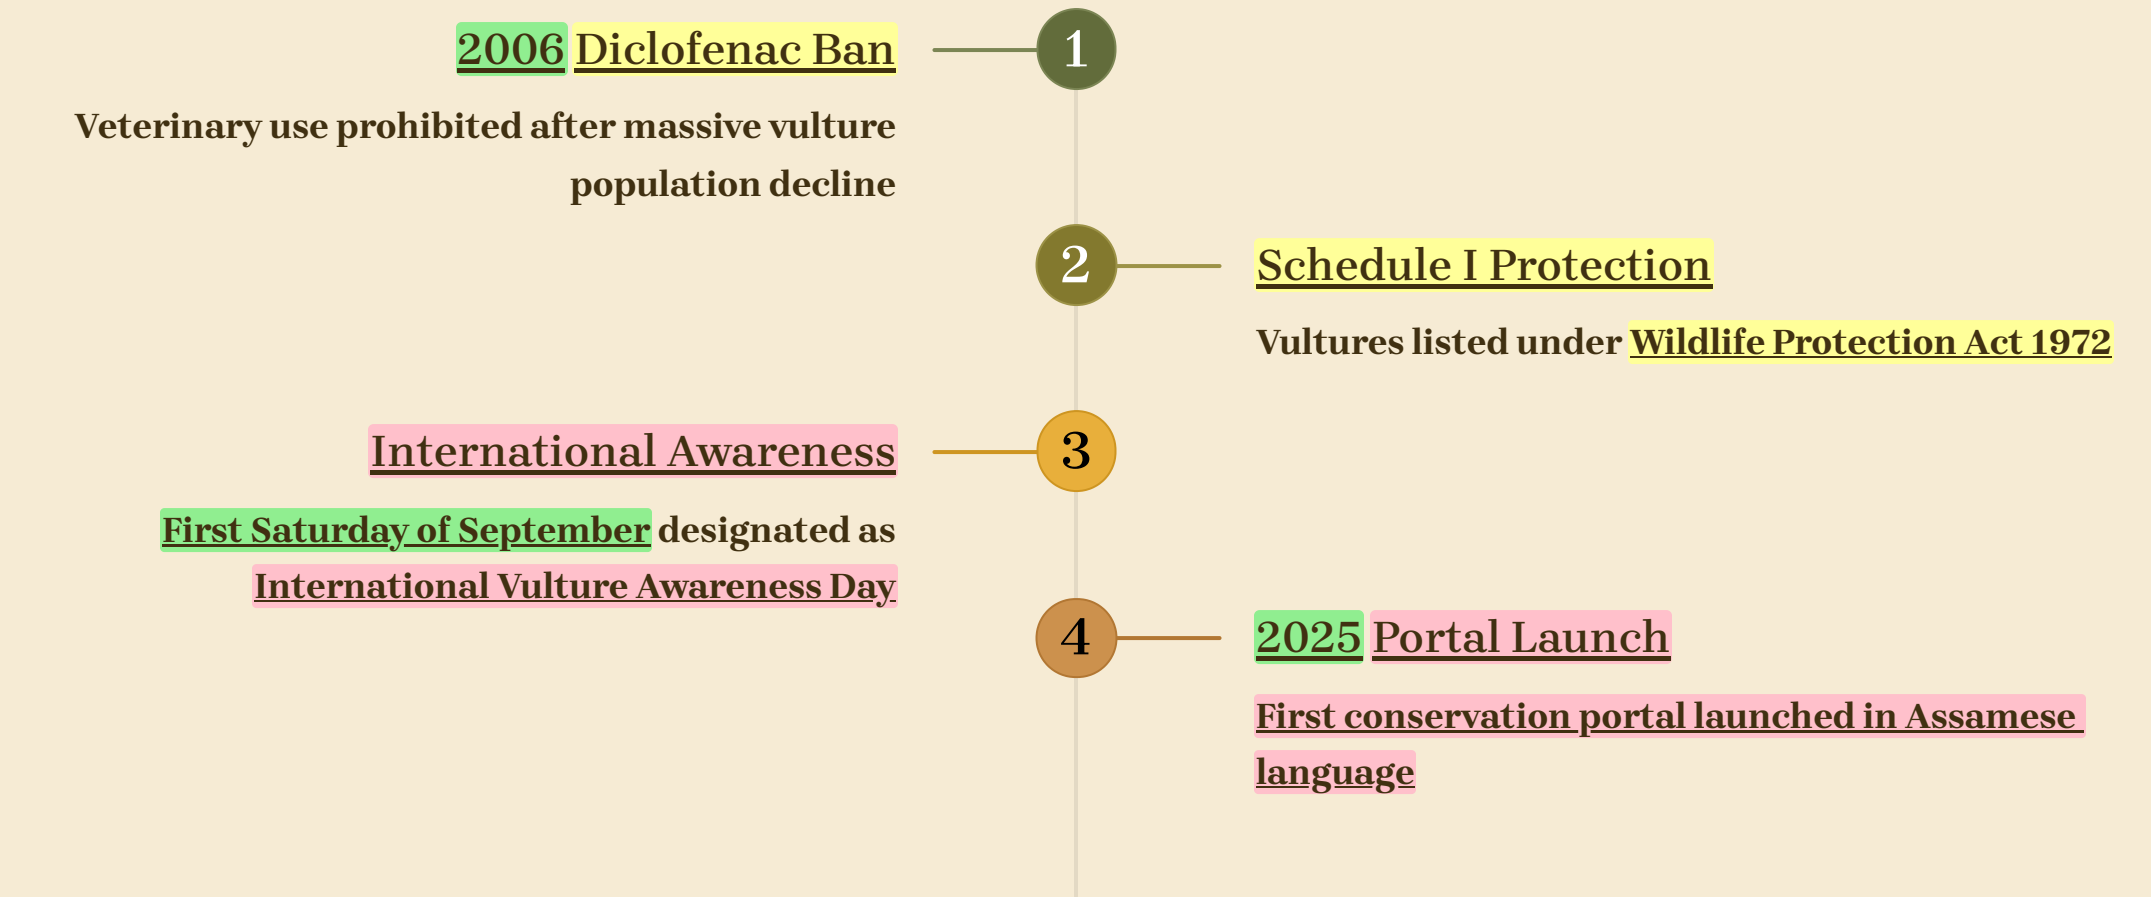 2006 Diclofenac Ban
1
Veterinary use prohibited after massive vulture
population decline
2
Schedule I Protection
Vultures listed under Wildlife Protection Act 1972
International Awareness
3
First Saturday of September designated as
International Vulture Awareness Day
4
2025 Portal Launch
First conservation portal launched in Assamese
language